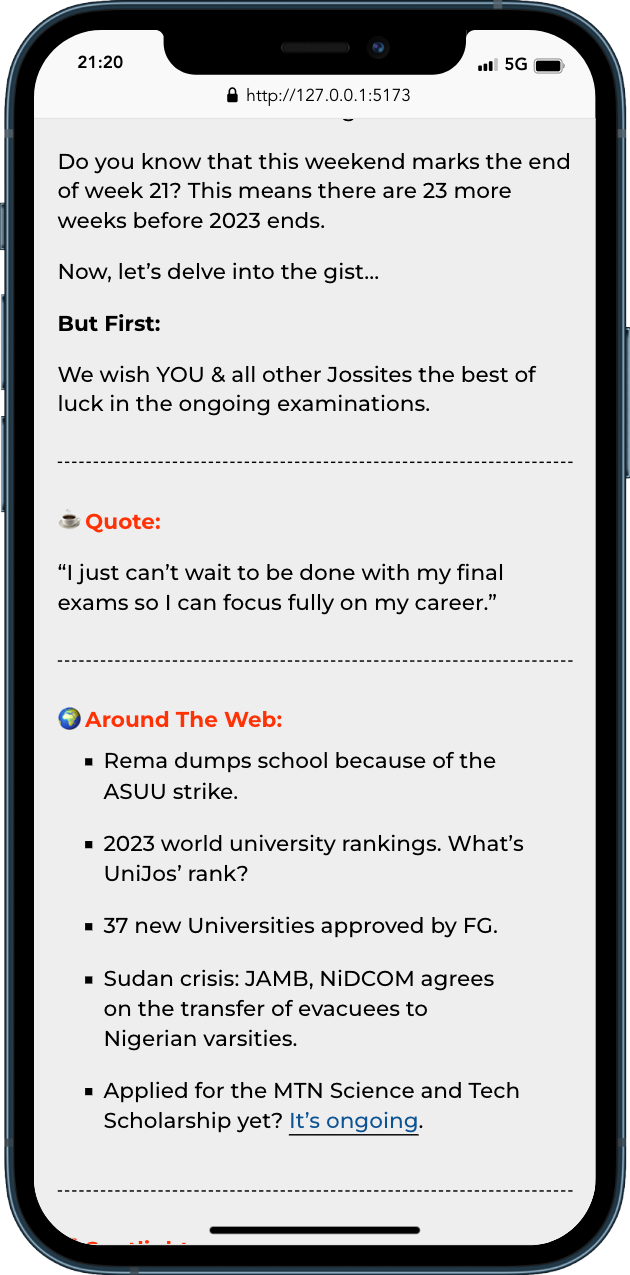 21:20
5G
http://127.0.0.1:5173
Do you know that this weekend marks the end
of week 21? This means there are 23 more
weeks before 2023 ends.
Now, let’s delve into the gist...
But First:
We wish YOU & all other Jossites the best of
luck in the ongoing examinations.
Quote:
“I just can’t wait to be done with my final
exams so I can focus fully on my career.”
Around The Web:
Rema dumps school because of the
ASUU strike.
2023 world university rankings. What’s
UniJos’ rank?
37 new Universities approved by FG.
Sudan crisis: JAMB, NiDCOM agrees
on the transfer of evacuees to
Nigerian varsities.
Applied for the MTN Science and Tech
Scholarship yet? It’s ongoing.